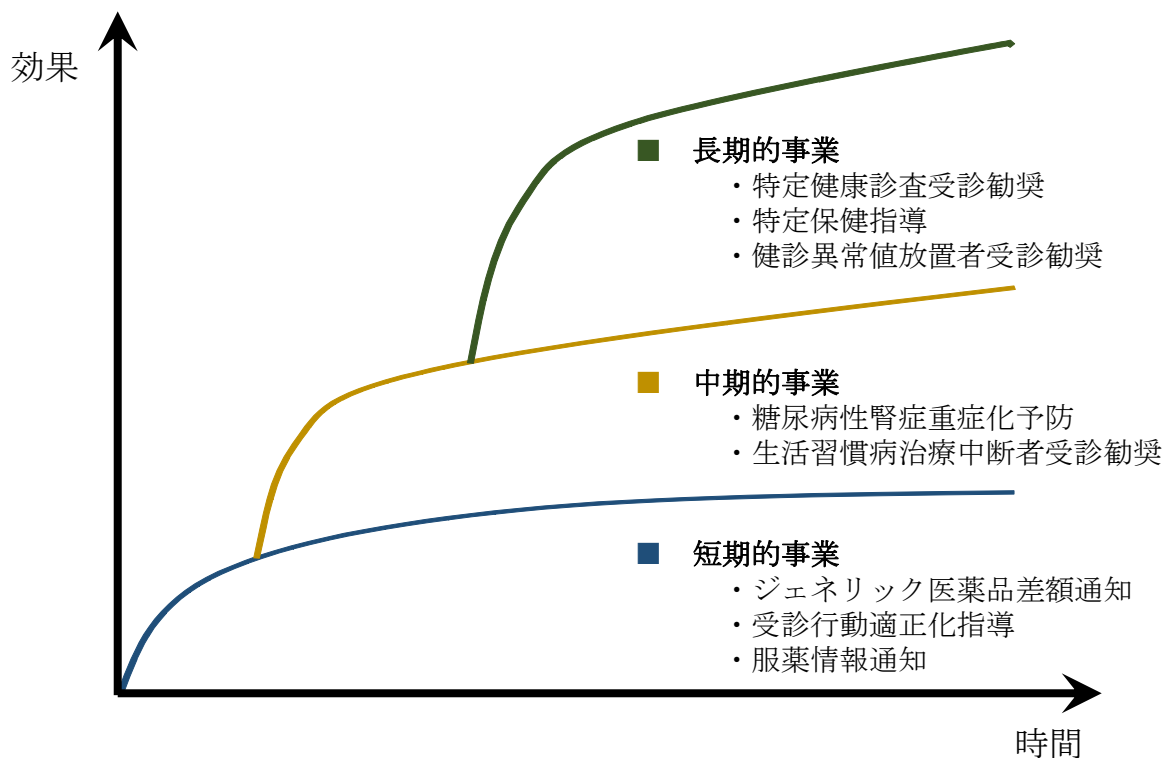 効果
■ 長期的事業
・特定健康診査受診勧奨
・特定保健指導
・健診異常値放置者受診勧奨
■ 中期的事業
・糖尿病性腎症重症化予防
・生活習慣病治療中断者受診勧奨
■ 短期的事業
・ジェネリック医薬品差額通知
・受診行動適正化指導
・服薬情報通知
時間